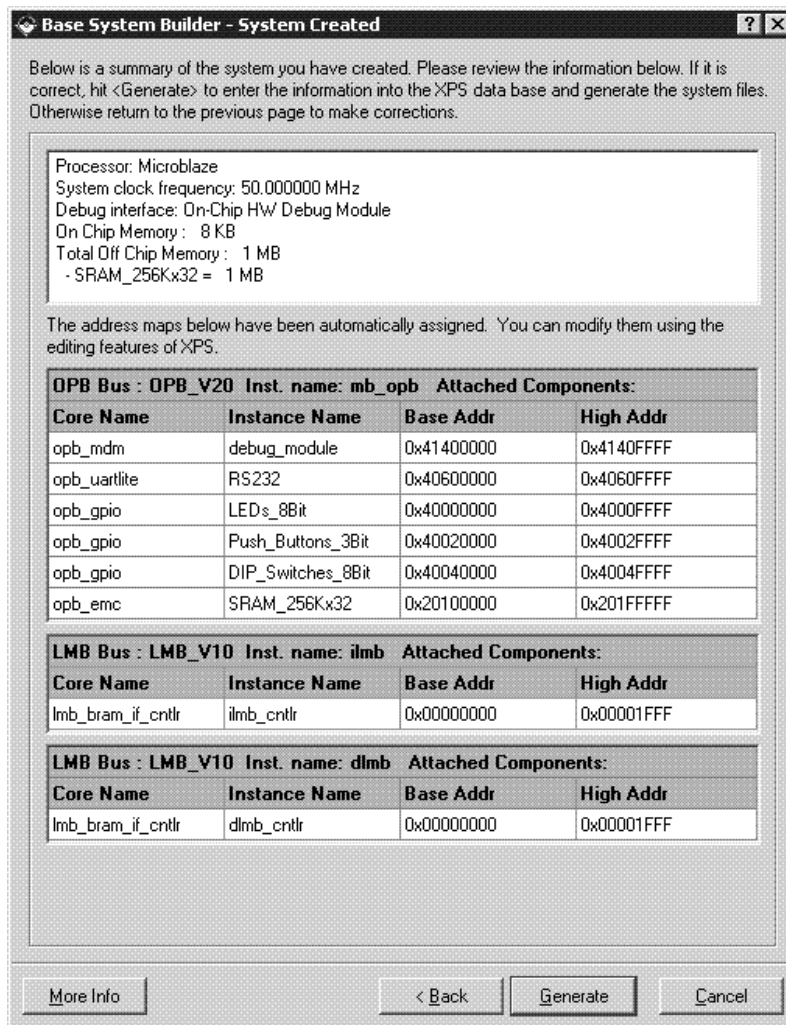 Base System Builder - System Created
Below is a summary of the system you have created. Please review the information below. If it is
correct, hit <Generate> to enter the information into the XPS data base and generate the system files.
Otherwise return to the previous page to make corrections.
Processor: Microblaze
System clock frequency: 50.000000 MHz
Debug interface: On-Chip HW Debug Module
On Chip Memory : 8 KB
Total Off Chip Memory : 1 MB
- SRAM_256Kx32 = 1 MB
The address maps below have been automatically assigned. You can modify them using the
editing features of XPS.
OPB Bus : OPB_V20 Inst. name: mb_opb Attached Components:
Core Name Instance Name Base Addr High Addr
opb_mdm debug_module 0x41400000 0x4140FFFF
opb_uartlite RS232 0x40600000 0x4060FFFF
opb_gpio LEDs_8Bit 0x40000000 0x4000FFFF
opb_gpio Push_Buttons_3Bit 0x40020000 0x4002FFFF
opb_gpio DIP_Switches_8Bit 0x40040000 0x4004FFFF
opb_emc SRAM_256Kx32 0x20100000 0x201FFFFF
LMB Bus : LMB_V10 Inst. name: ilmb Attached Components:
Core Name Instance Name Base Addr High Addr
lmb_bram_if_cntlr ilmb_cntlr 0x00000000 0x00001FFF
LMB Bus : LMB_V10 Inst. name: dlmb Attached Components:
Core Name Instance Name Base Addr High Addr
lmb_bram_if_cntlr dlmb_cntlr 0x00000000 0x00001FFF
More Info < Back Generate Cancel